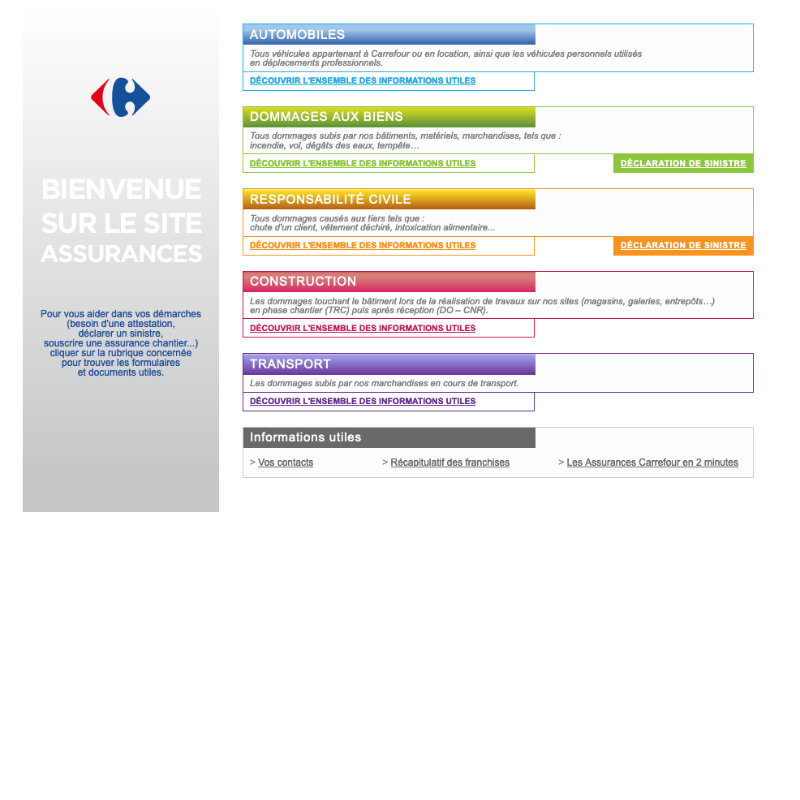 BIENVENUE
SUR LE SITE
ASSURANCES
Pour vous aider dans vos démarches
(besoin d'une attestation,
déclarer un sinistre,
souscrire une assurance chantier...)
cliquer sur la rubrique concernée
pour trouver les formulaires
et documents utiles.
AUTOMOBILES
Tous véhicules appartenant à Carrefour ou en location, ainsi que les véhicules personnels utilisés
en déplacements professionnels.
DÉCOUVRIR L'ENSEMBLE DES INFORMATIONS UTILES
DOMMAGES AUX BIENS
Tous dommages subis par nos bâtiments, matériels, marchandises, tels que :
incendie, vol, dégâts des eaux, tempête...
DÉCOUVRIR L'ENSEMBLE DES INFORMATIONS UTILES DÉCLARATION DE SINISTRE
RESPONSABILITÉ CIVILE
Tous dommages causés aux tiers tels que :
chute d'un client, vêtement déchiré, intoxication alimentaire...
DÉCOUVRIR L'ENSEMBLE DES INFORMATIONS UTILES DÉCLARATION DE SINISTRE
CONSTRUCTION
Les dommages touchant le bâtiment lors de la réalisation de travaux sur nos sites (magasins, galeries, entrepôts...)
en phase chantier (TRC) puis après réception (DO – CNR).
DÉCOUVRIR L'ENSEMBLE DES INFORMATIONS UTILES
TRANSPORT
Les dommages subis par nos marchandises en cours de transport.
DÉCOUVRIR L'ENSEMBLE DES INFORMATIONS UTILES
Informations utiles
> Vos contacts > Récapitulatif des franchises > Les Assurances Carrefour en 2 minutes